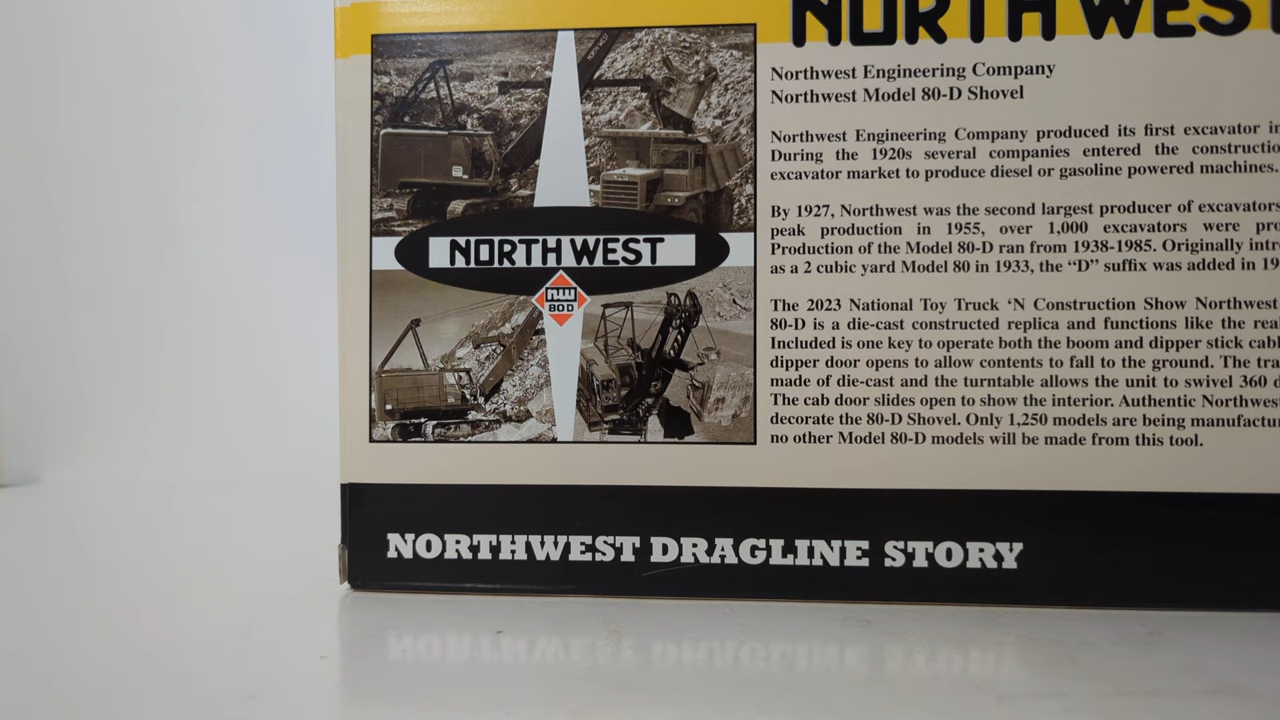 NORTHWEST
Northwest Engineering Company
Northwest Model 80-D Shovel
Northwest Engineering Company produced its first excavator in
During the 1920s several companies entered the
excavator market to produce diesel or gasoline powered machines.
By 1927, Northwest was the second largest producer of excavators
peak production in 1955, over 1,000 excavators were
Production of the Model 80-D ran from 1938-1985. Originally
as a 2 cubic yard Model 80 in 1933, the “D” suffix was added in
The 2023 National Toy Truck ‘N Construction Show Northwest
80-D is a die-cast constructed replica and functions like the
Included is one key to operate both the boom and dipper stick
dipper door opens to allow contents to fall to the ground. The
made of die-cast and the turntable allows the unit to swivel 360
The cab door slides open to show the interior. Authentic Northwest
decorate the 80-D Shovel. Only 1,250 models are being
no other Model 80-D models will be made from this tool.
NORTHWEST
NW
80D
NORTHWEST DRAGLINE STORY